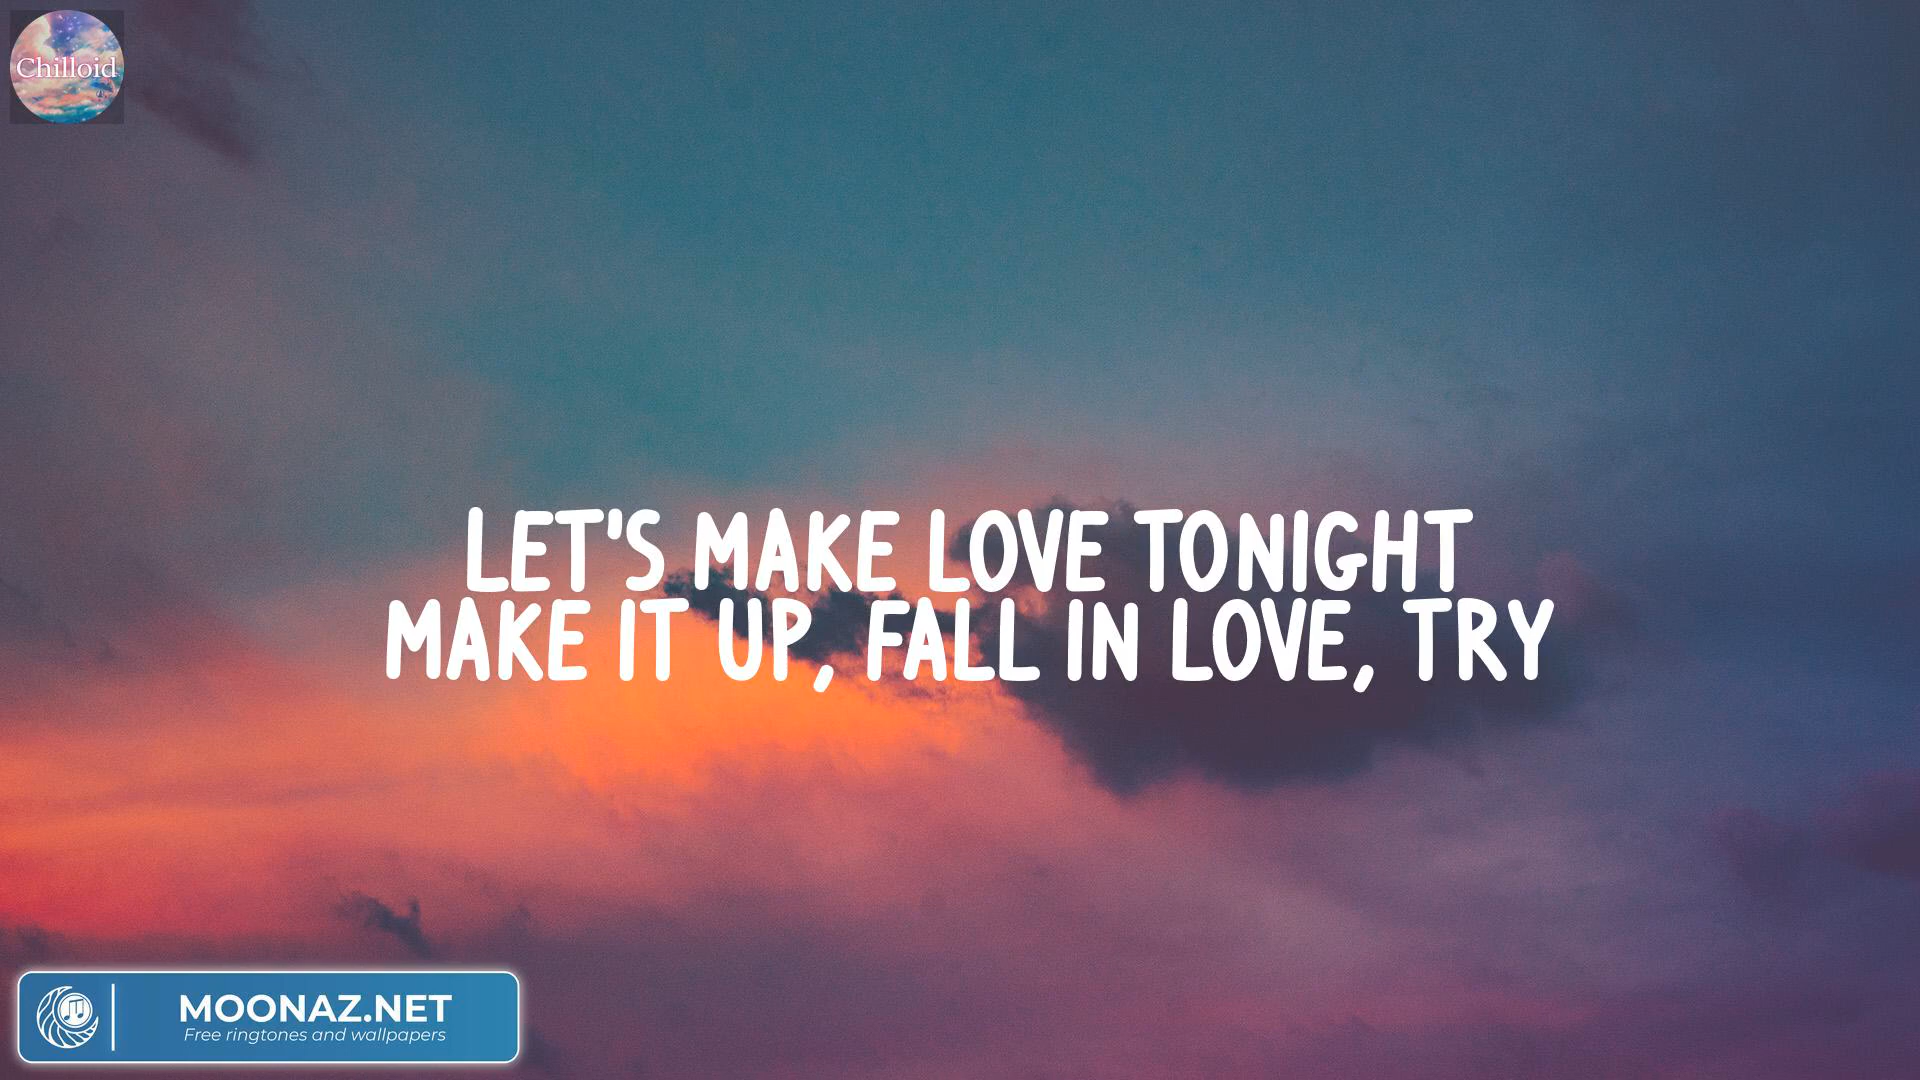 Chilloid
LET'S MAKE LOVE TONIGHT
MAKE IT UP, FALL IN LOVE, TRY
MOONAZ.NET
Free ringtones and wallpapers